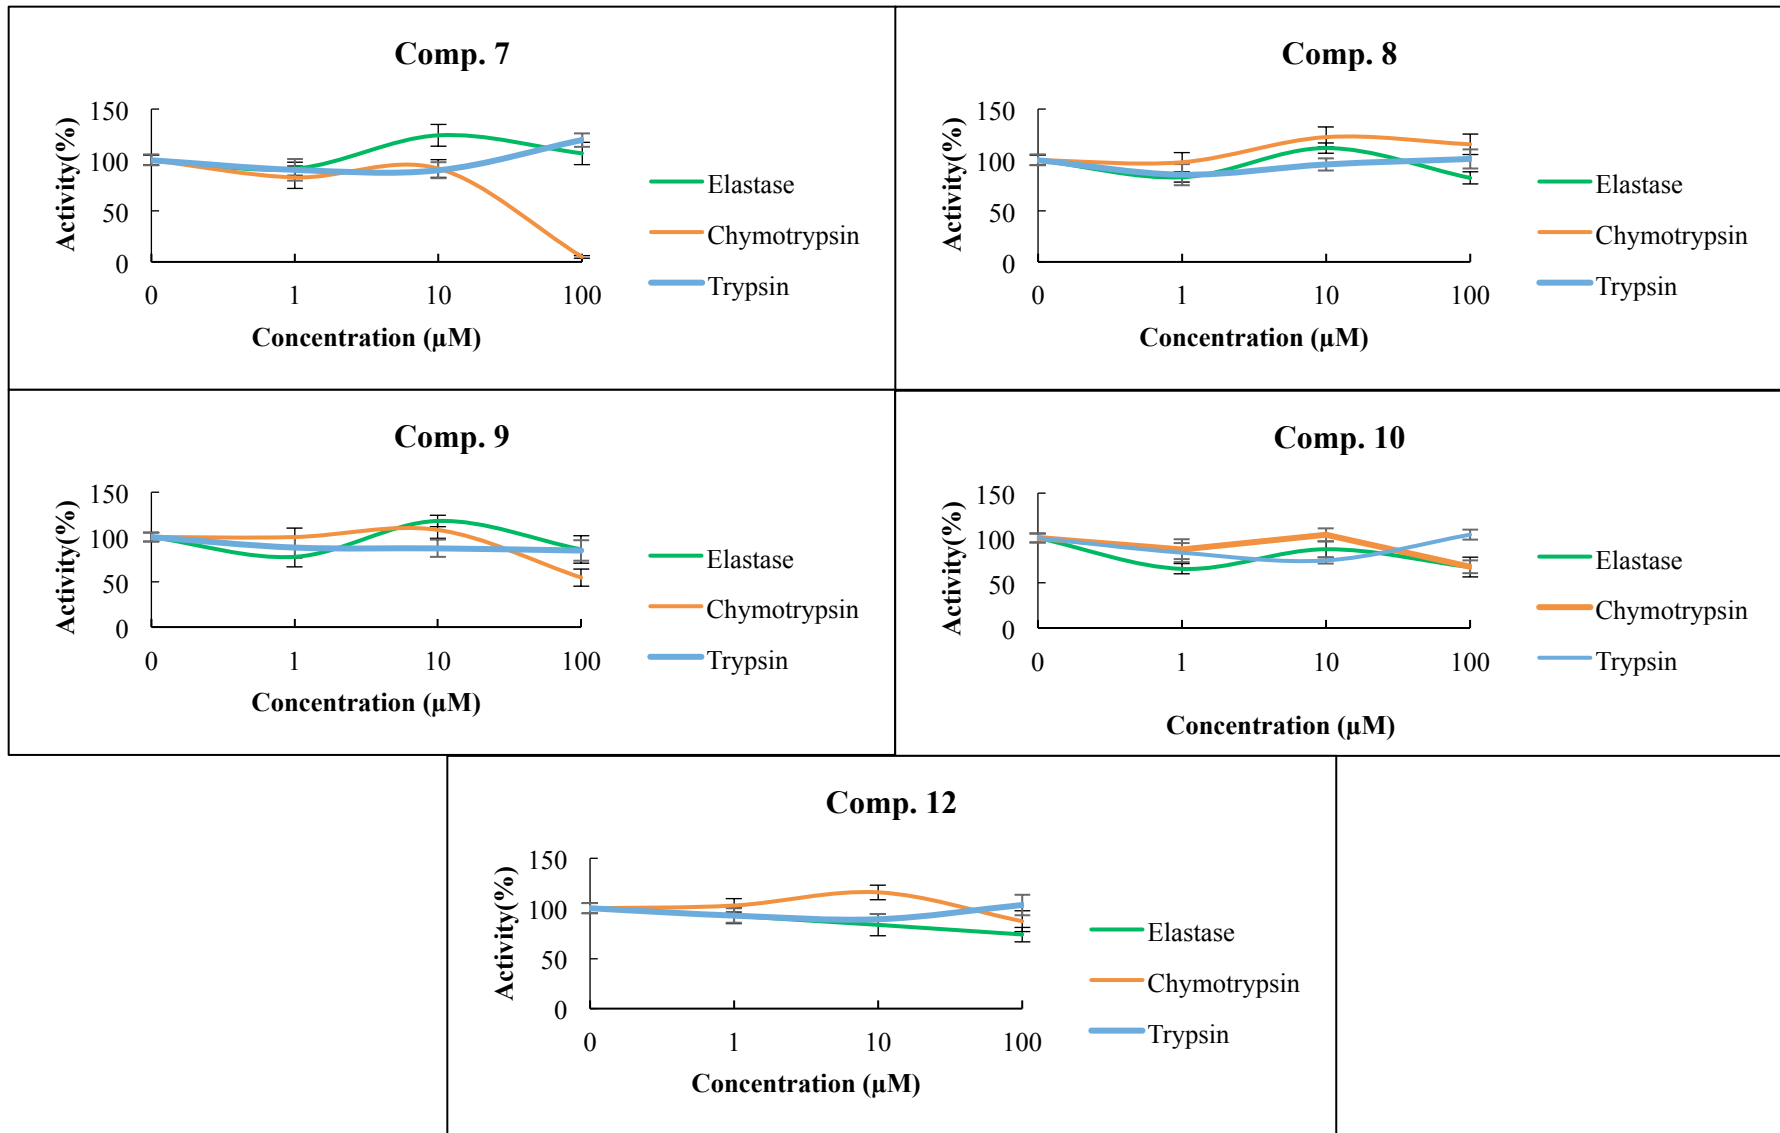 Comp. 7
Activity(%)
150
100
50
0
0 1 10 100
Concentration (μM)
Elastase
Chymotrypsin
Trypsin
Comp. 8
Activity(%)
150
100
50
0
0 1 10 100
Concentration (μM)
Elastase
Chymotrypsin
Trypsin
Comp. 9
Activity(%)
150
100
50
0
0 1 10 100
Concentration (μM)
Elastase
Chymotrypsin
Trypsin
Comp. 10
Activity(%)
150
100
50
0
0 1 10 100
Concentration (μM)
Elastase
Chymotrypsin
Trypsin
Comp. 12
Activity(%)
150
100
50
0
0 1 10 100
Concentration (μM)
Elastase
Chymotrypsin
Trypsin